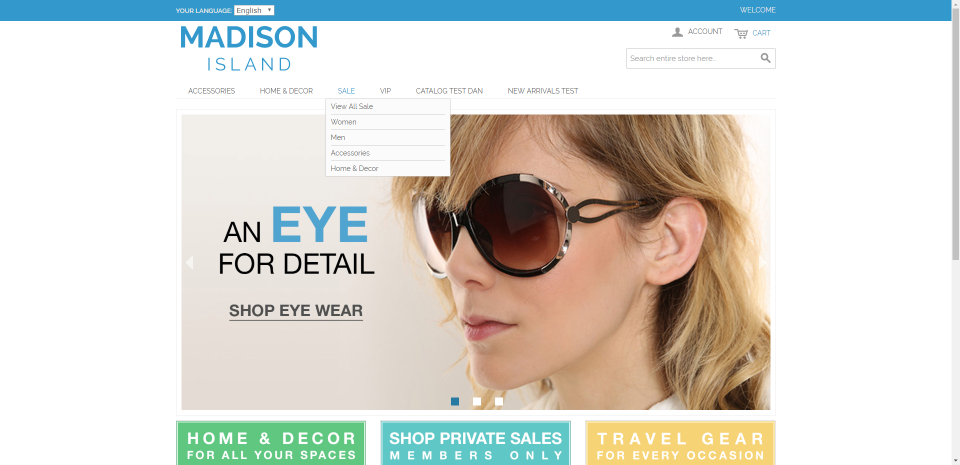 YOUR LANGUAGE: English
WELCOME
MADISON
ISLAND
ACCOUNT
CART
Search entire store here...
ACCESSORIES
HOME & DECOR
SALE
VIP
CATALOG TEST DAN
NEW ARRIVALS TEST
View All Sale
Women
Men
Accessories
Home & Decor
AN EYE
FOR DETAIL
SHOP EYE WEAR
HOME & DECOR
FOR ALL YOUR SPACES
SHOP PRIVATE SALES
MEMBERS ONLY
TRAVEL GEAR
FOR EVERY OCCASION